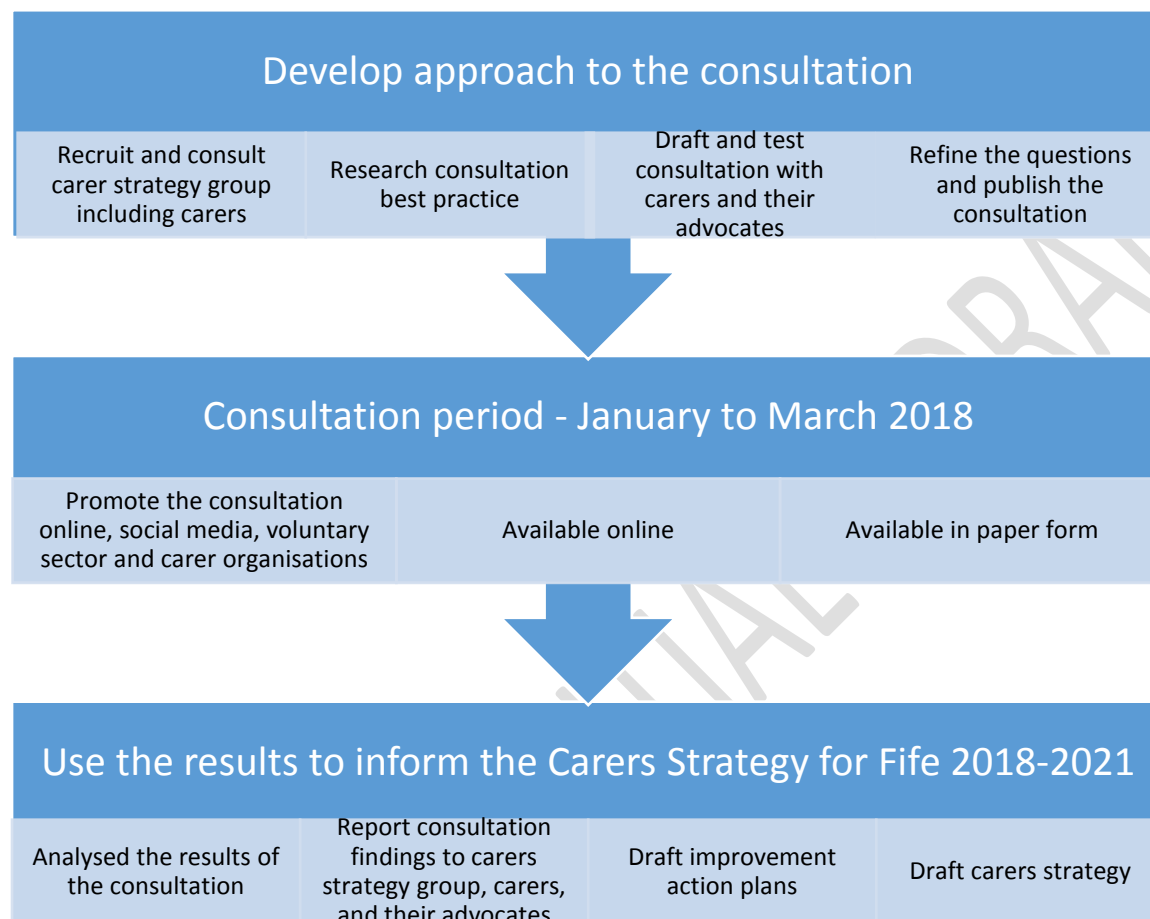 Develop approach to the consultation
Recruit and consult
carer strategy group
including carers
Research consultation
best practice
Draft and test
consultation with
carers and their
advocates
Refine the questions
and publish the
consultation
Consultation period - January to March 2018
Promote the consultation
online, social media, voluntary
sector and carer organisations
Available online
Available in paper form
Use the results to inform the Carers Strategy for Fife 2018-2021
Analysed the results of
the consultation
Report consultation
findings to carers
strategy group, carers,
and their advocates
Draft improvement
action plans
Draft carers strategy